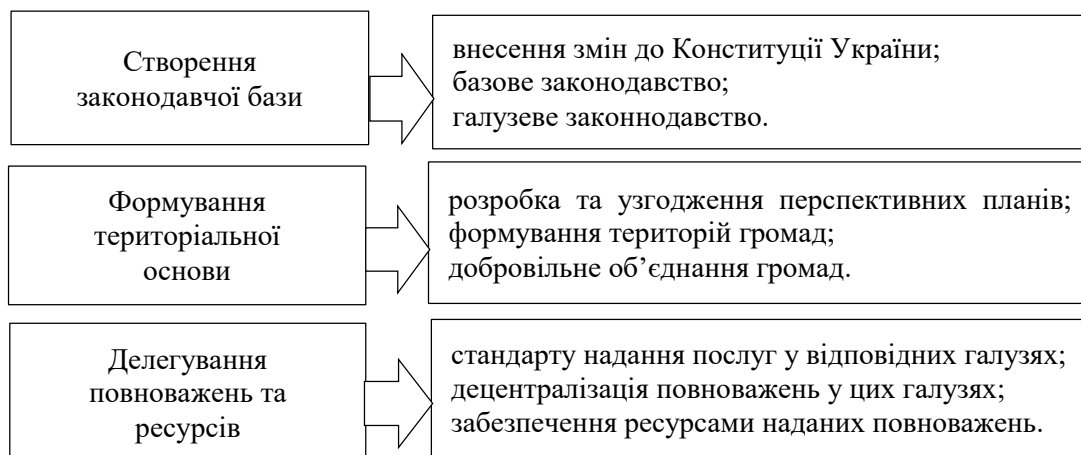 Створення
законодавчої бази
внесення змін до Конституції України;
базове законодавство;
галузеве законнодавство.
Формування
територіальної
основи
розробка та узгодження перспективних планів;
формування територій громад;
добровільне об’єднання громад.
Делегування
повноважень та
ресурсів
стандарту надання послуг у відповідних галузях;
децентралізація повноважень у цих галузях;
забезпечення ресурсами наданих повноважень.